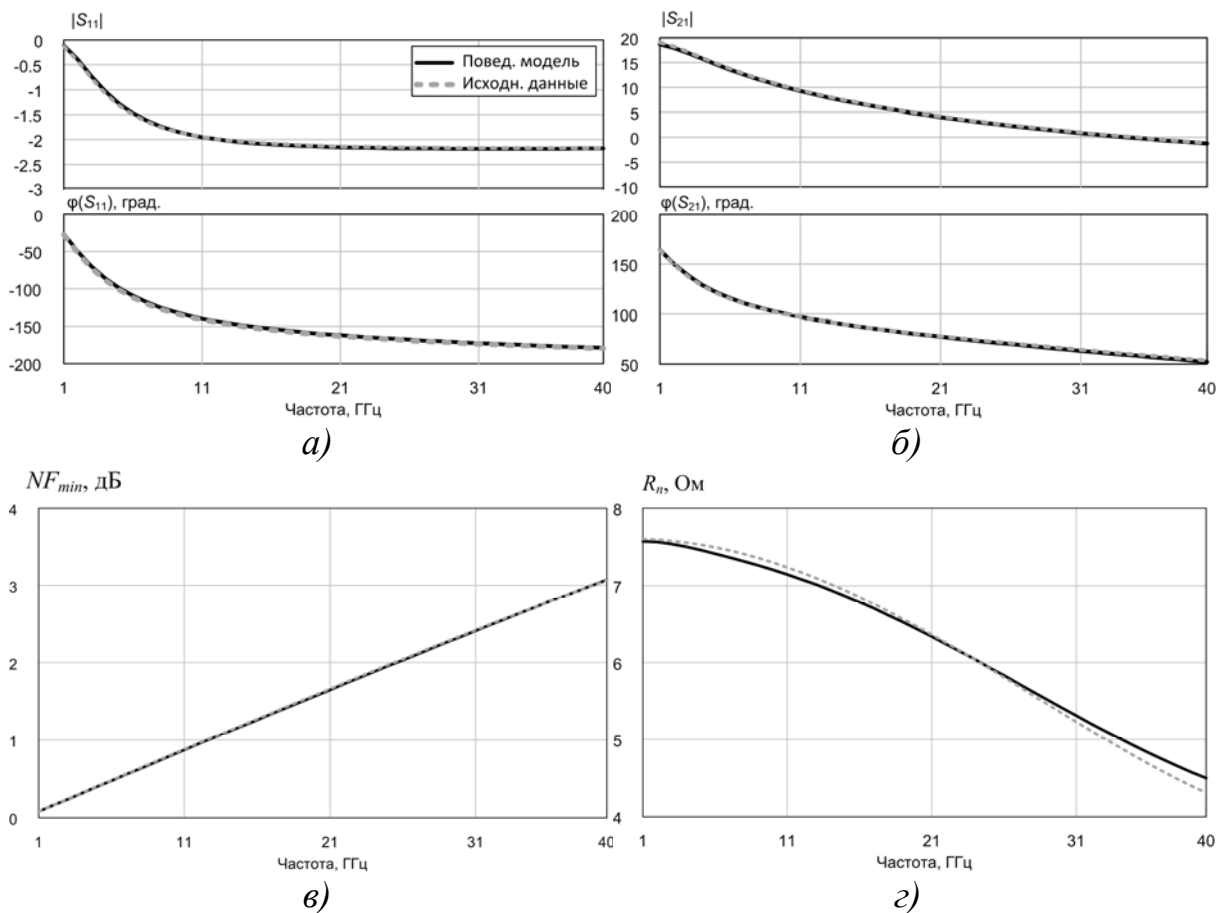 |S11|
0
-0.5
-1
-1.5
-2
-2.5
-3
Повед. модель
Исходн. данные
φ(S11), град.
0
-50
-100
-150
-200
1 11 21 31 40
Частота, ГГц
а)
|S21|
20
15
10
5
0
-5
-10
φ(S21), град.
200
150
100
50
1 11 21 31 40
Частота, ГГц
б)
NFmin, дБ
4
3
2
1
0
1 11 21 31 40
Частота, ГГц
в)
Rn, Ом
8
7
6
5
4
1 11 21 31 40
Частота, ГГц
г)